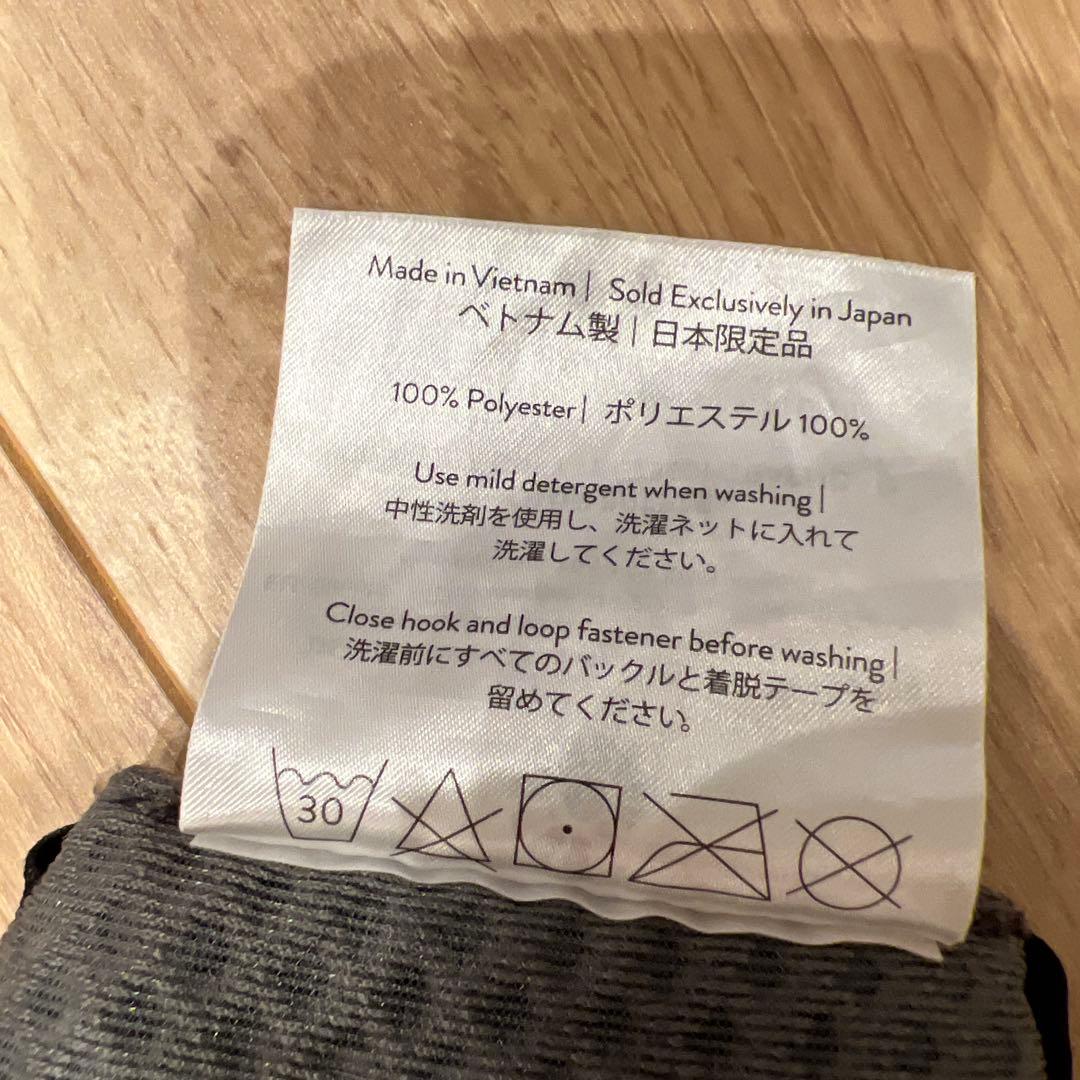 Made in Vietnam | Sold Exclusively in Japan
ベトナム製 | 日本限定品
100% Polyester | ポリエステル 100%
Use mild detergent when washing |
中性洗剤を使用し、洗濯ネットに入れて
洗濯してください。
Close hook and loop fastener before washing |
洗濯前にすべてのバックルと着脱テープを
留めてください。
30